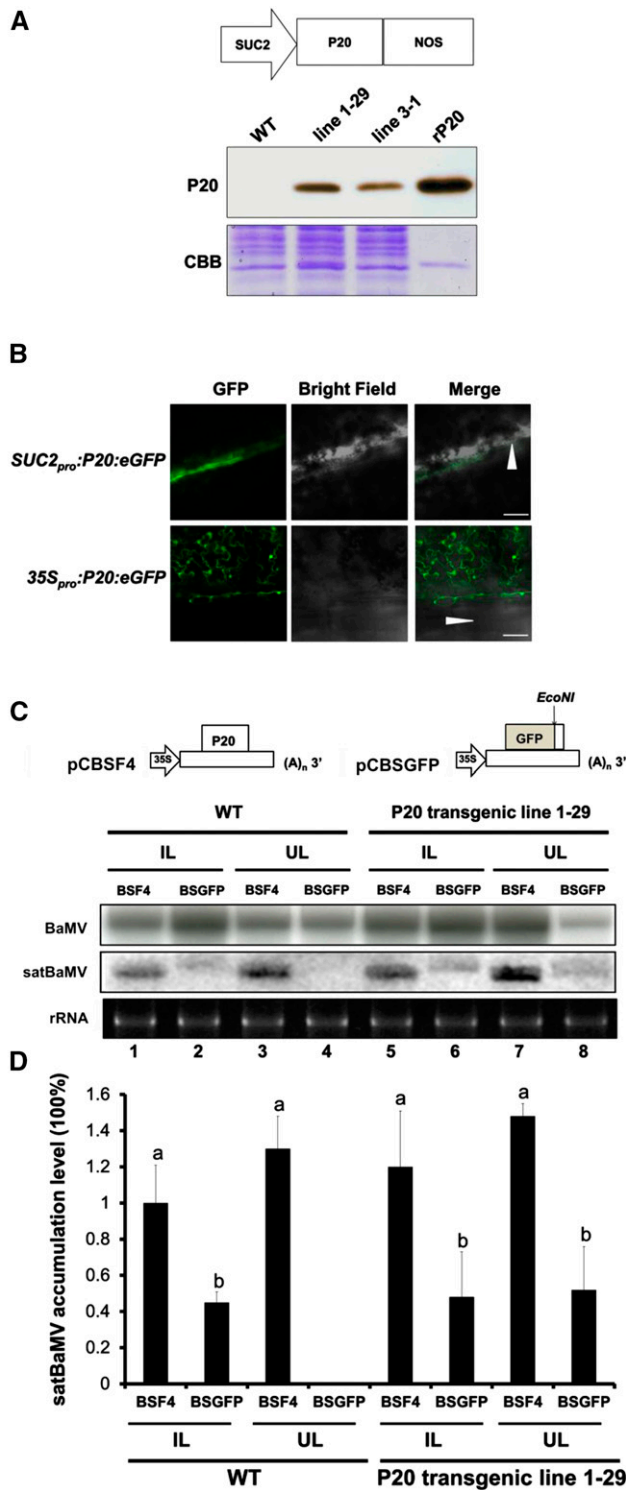 A
SUC2 P20 NOS
WT line 1-29 line 3-1 rP20
P20
CBB
B
GFP Bright Field Merge
SUC2pro:P20:eGFP
35Spro:P20:eGFP
C
EcoNI
pCBSF4 35S P20 (A)n 3' pCBSGFP 35S GFP (A)n 3'
WT P20 transgenic line 1-29
IL UL IL UL
BSF4 BSGFP BSF4 BSGFP BSF4 BSGFP BSF4 BSGFP
BaMV
satBaMV
rRNA
1 2 3 4 5 6 7 8
D
satBaMV accumulation level (100%)
1.6
1.4
1.2
1
0.8
0.6
0.4
0.2
0
a b a a b a b
BSF4 BSGFP BSF4 BSGFP BSF4 BSGFP BSF4 BSGFP
IL UL IL UL
WT P20 transgenic line 1-29